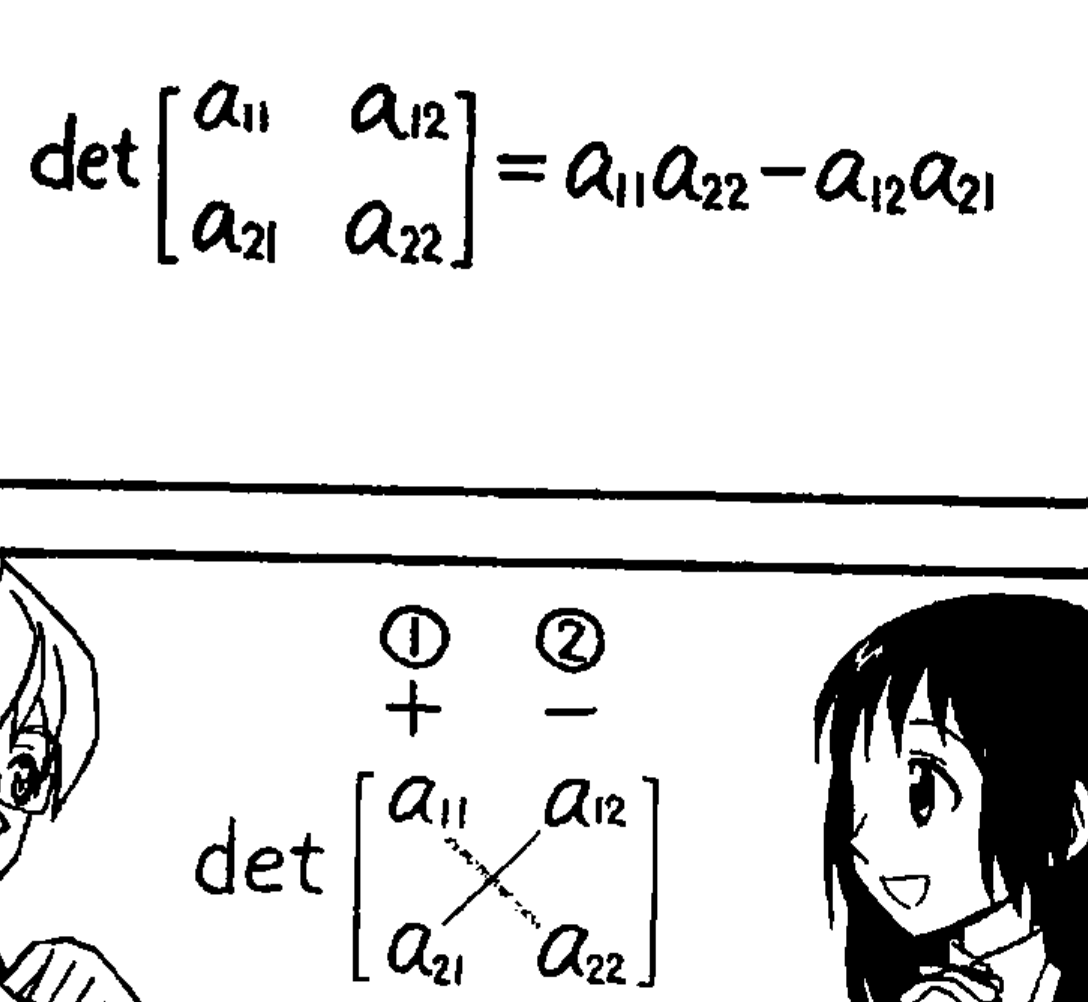 det [ a₁₁ a₁₂
a₂₁ a₂₂ ] = a₁₁a₂₂ − a₁₂a₂₁
① ②
+ −
det [ a₁₁ a₁₂
a₂₁ a₂₂ ]